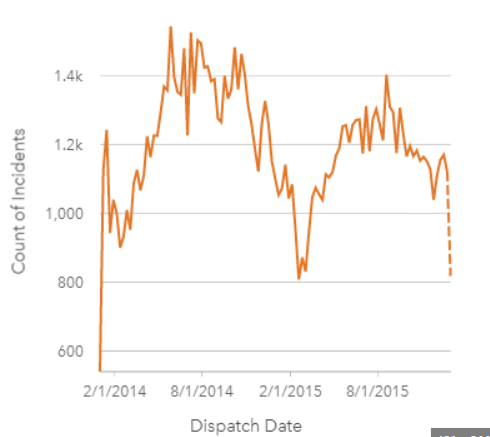 1.4k
1.2k
1,000
800
600
Count of Incidents
2/1/2014 8/1/2014 2/1/2015 8/1/2015
Dispatch Date